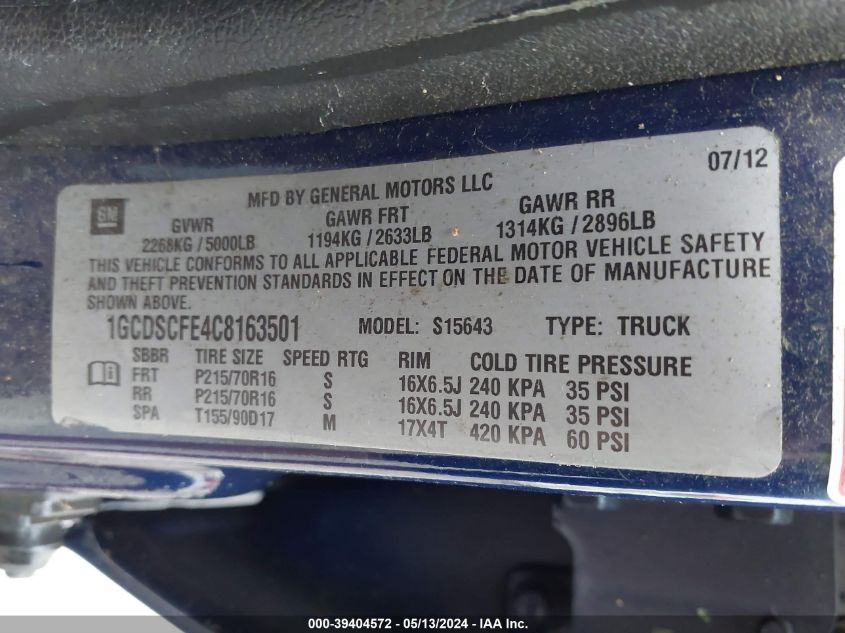 07/12
MFD BY GENERAL MOTORS LLC
GM
GVWR GAWR FRT GAWR RR
2268KG / 5000LB 1194KG / 2633LB 1314KG / 2896LB
THIS VEHICLE CONFORMS TO ALL APPLICABLE FEDERAL MOTOR VEHICLE SAFETY
AND THEFT PREVENTION STANDARDS IN EFFECT ON THE DATE OF MANUFACTURE
SHOWN ABOVE.
1GCDSCFE4C8163501 MODEL: S15643 TYPE: TRUCK
SBBR TIRE SIZE SPEED RTG RIM COLD TIRE PRESSURE
FRT P215/70R16 S 16X6.5J 240 KPA 35 PSI
RR P215/70R16 S 16X6.5J 240 KPA 35 PSI
SPA T155/90D17 M 17X4T 420 KPA 60 PSI
000-39404572 - 05/13/2024 - IAA Inc.